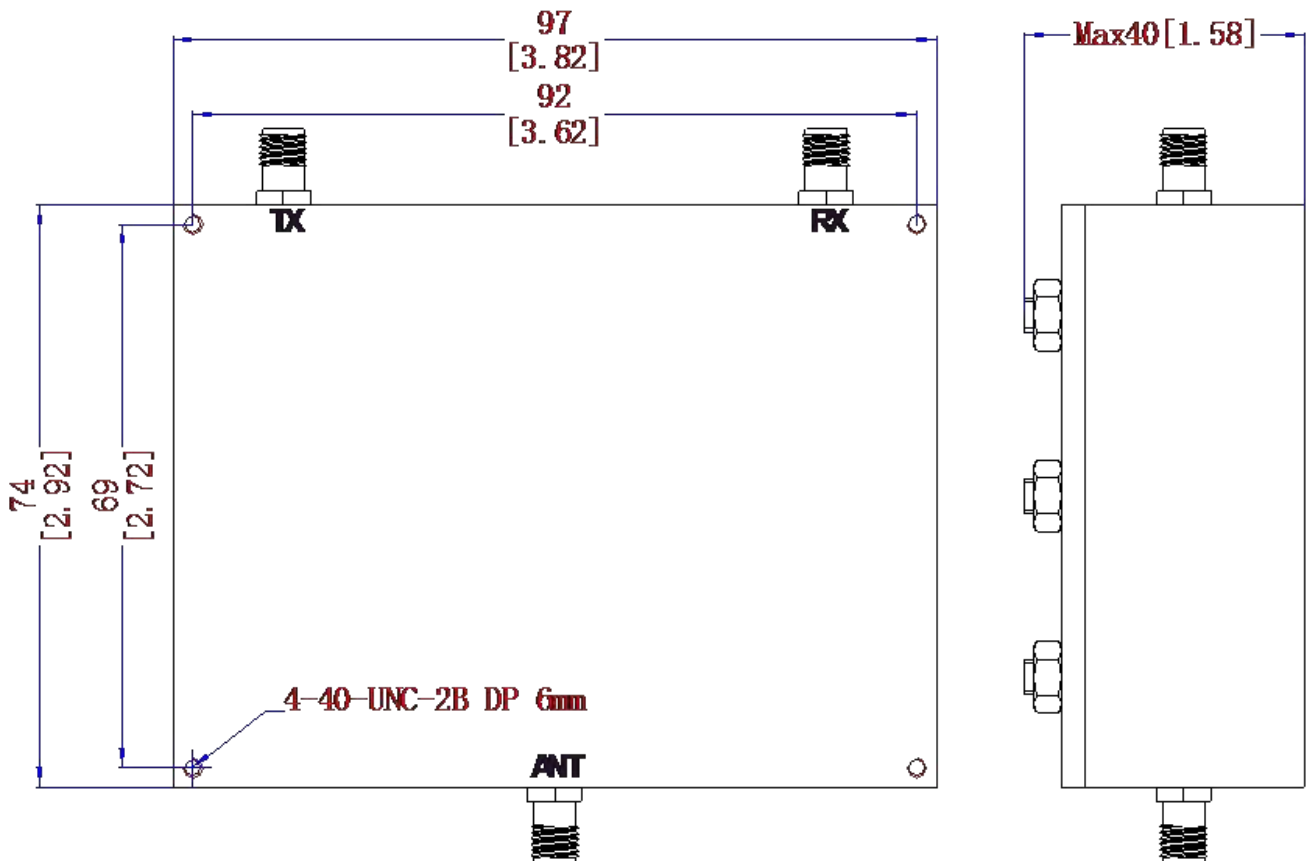 97
[3.82]
Max40[1.58]
92
[3.62]
TX
RX
74
[2.92]
69
[2.72]
4-40-UNC-2B DP 6mm
ANT